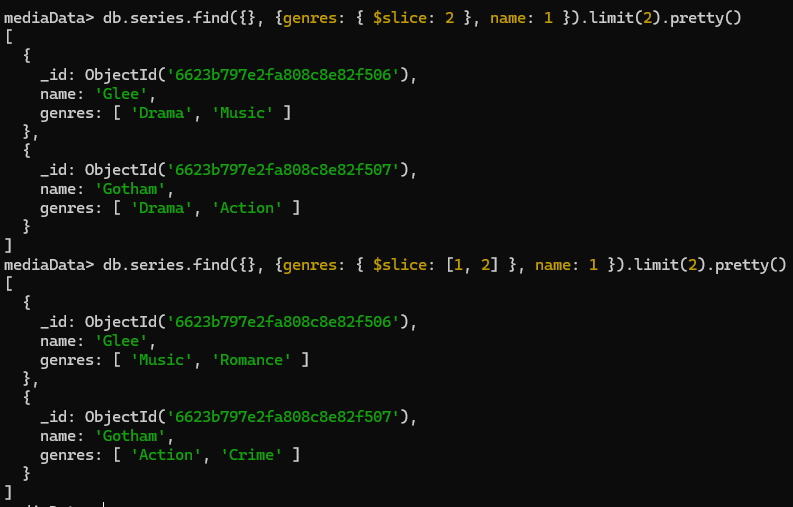 mediaData> db.series.find({}, {genres: { $slice: 2 }, name: 1 }).limit(2).pretty()
[
  {
    _id: ObjectId('6623b797e2fa808c8e82f506'),
    name: 'Glee',
    genres: [ 'Drama', 'Music' ]
  },
  {
    _id: ObjectId('6623b797e2fa808c8e82f507'),
    name: 'Gotham',
    genres: [ 'Drama', 'Action' ]
  }
]
mediaData> db.series.find({}, {genres: { $slice: [1, 2] }, name: 1 }).limit(2).pretty()
[
  {
    _id: ObjectId('6623b797e2fa808c8e82f506'),
    name: 'Glee',
    genres: [ 'Music', 'Romance' ]
  },
  {
    _id: ObjectId('6623b797e2fa808c8e82f507'),
    name: 'Gotham',
    genres: [ 'Action', 'Crime' ]
  }
]